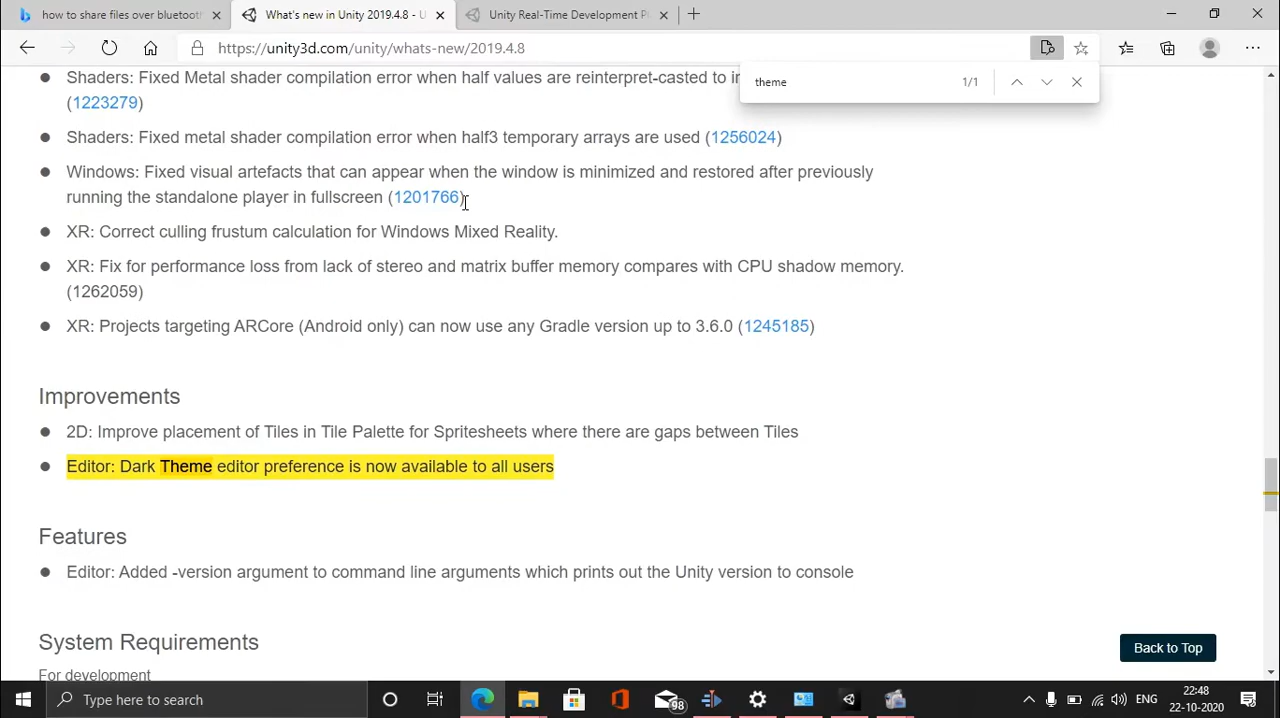 how to share files over bluetooth
What's new in Unity 2019.4.8 - U
Unity Real-Time Development Pl
https://unity3d.com/unity/whats-new/2019.4.8
theme
1/1
Shaders: Fixed Metal shader compilation error when half values are reinterpret-casted to in
(1223279)
Shaders: Fixed metal shader compilation error when half3 temporary arrays are used (1256024)
Windows: Fixed visual artefacts that can appear when the window is minimized and restored after previously
running the standalone player in fullscreen (1201766)
XR: Correct culling frustum calculation for Windows Mixed Reality.
XR: Fix for performance loss from lack of stereo and matrix buffer memory compares with CPU shadow memory.
(1262059)
XR: Projects targeting ARCore (Android only) can now use any Gradle version up to 3.6.0 (1245185)
Improvements
2D: Improve placement of Tiles in Tile Palette for Spritesheets where there are gaps between Tiles
Editor: Dark Theme editor preference is now available to all users
Features
Editor: Added -version argument to command line arguments which prints out the Unity version to console
System Requirements
For development
Back to Top
Type here to search
98
ENG
22:48
22-10-2020